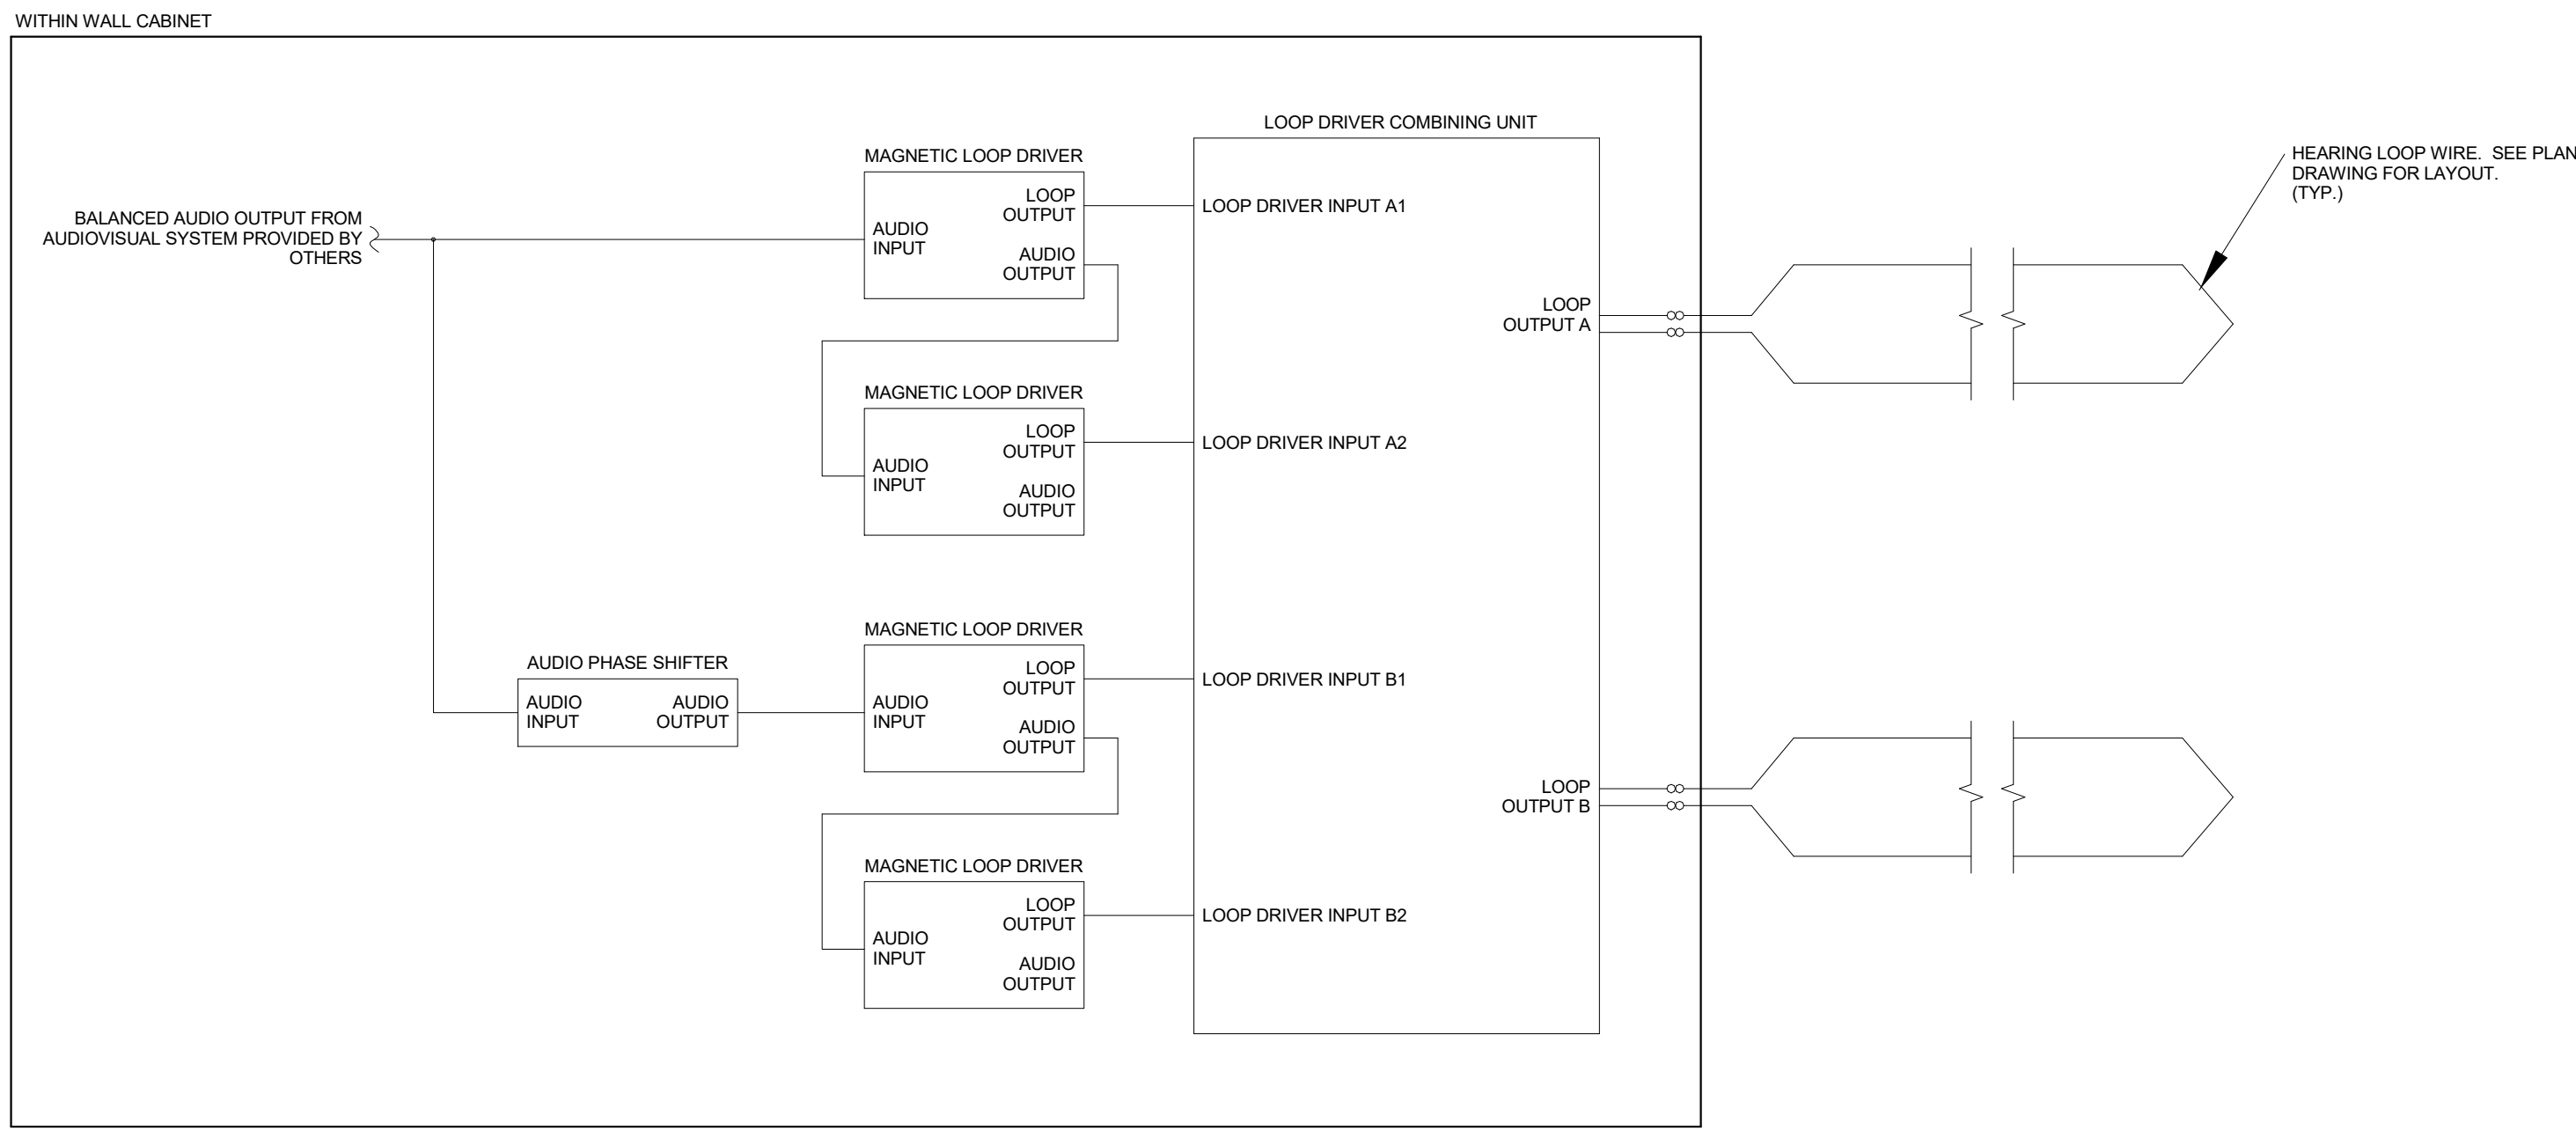 WITHIN WALL CABINET
LOOP DRIVER COMBINING UNIT
MAGNETIC LOOP DRIVER
HEARING LOOP WIRE. SEE PLAN
DRAWING FOR LAYOUT.
(TYP.)
BALANCED AUDIO OUTPUT FROM
AUDIOVISUAL SYSTEM PROVIDED BY
OTHERS
AUDIO
INPUT
LOOP
OUTPUT
AUDIO
OUTPUT
LOOP DRIVER INPUT A1
LOOP
OUTPUT A
MAGNETIC LOOP DRIVER
AUDIO
INPUT
LOOP
OUTPUT
AUDIO
OUTPUT
LOOP DRIVER INPUT A2
AUDIO PHASE SHIFTER
AUDIO
INPUT
AUDIO
OUTPUT
MAGNETIC LOOP DRIVER
AUDIO
INPUT
LOOP
OUTPUT
AUDIO
OUTPUT
LOOP DRIVER INPUT B1
LOOP
OUTPUT B
MAGNETIC LOOP DRIVER
AUDIO
INPUT
LOOP
OUTPUT
AUDIO
OUTPUT
LOOP DRIVER INPUT B2